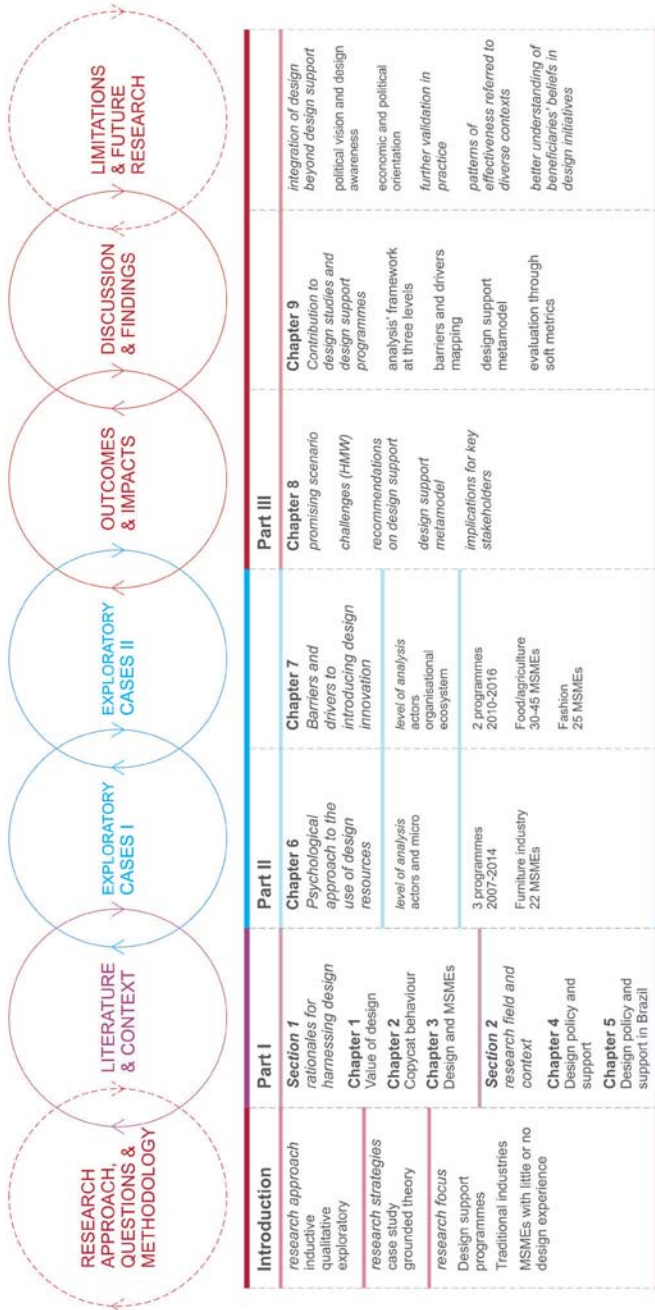 RESEARCH
APPROACH,
QUESTIONS &
METHODOLOGY
LITERATURE
& CONTEXT
EXPLORATORY
CASES I
EXPLORATORY
CASES II
OUTCOMES
& IMPACTS
DISCUSSION
& FINDINGS
LIMITATIONS
& FUTURE
RESEARCH
Introduction
research approach
inductive
qualitative
exploratory
research strategies
case study
grounded theory
research focus
Design support
programmes
Traditional industries
MSMEs with little or no
design experience
Part I
Section 1
rationales for
harnessing design
Chapter 1
Value of design
Chapter 2
Copycat behaviour
Chapter 3
Design and MSMEs
Section 2
research field and
context
Chapter 4
Design policy and
support
Chapter 5
Design policy and
support in Brazil
Part II
Chapter 6
Psychological
approach to the
use of design
resources
level of analysis
actors and micro
3 programmes
2007-2014
Furniture industry
22 MSMEs
Chapter 7
Barriers and
drivers to
introducing design
innovation
level of analysis
actors
organisational
ecosystem
2 programmes
2010-2016
Food/agriculture
30-45 MSMEs
Fashion
25 MSMEs
Part III
Chapter 8
promising scenario
challenges (HMW)
recommendations
on design support
design support
metamodel
implications for key
stakeholders
Chapter 9
Contribution to
design studies and
design support
programmes
analysis' framework
at three levels
barriers and drivers
mapping
design support
metamodel
evaluation through
soft metrics
integration of design
beyond design support
political vision and design
awareness
economic and political
orientation
further validation in
practice
patterns of
effectiveness referred to
diverse contexts
better understanding of
beneficiaries' beliefs in
design initiatives